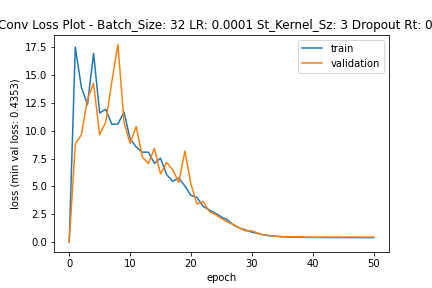 Conv Loss Plot - Batch_Size: 32 LR: 0.0001 St_Kernel_Sz: 3 Dropout Rt: 0
train
validation
17.5
15.0
12.5
10.0
7.5
5.0
2.5
0.0
loss (min val loss: 0.4353)
0 10 20 30 40 50
epoch